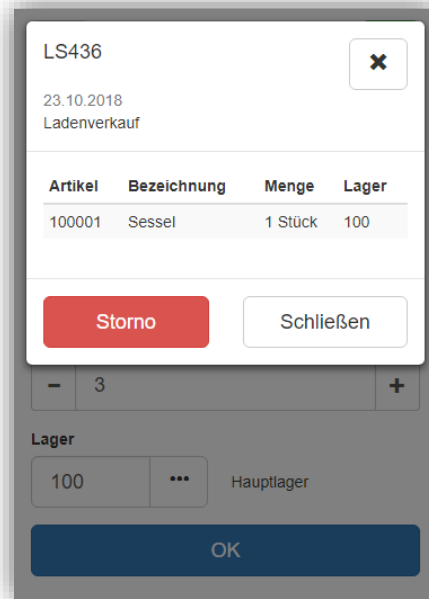 LS436
23.10.2018
Ladenverkauf
Artikel Bezeichnung Menge Lager
100001 Sessel 1 Stück 100
Storno Schließen
3
Lager
100 ••• Hauptlager
OK